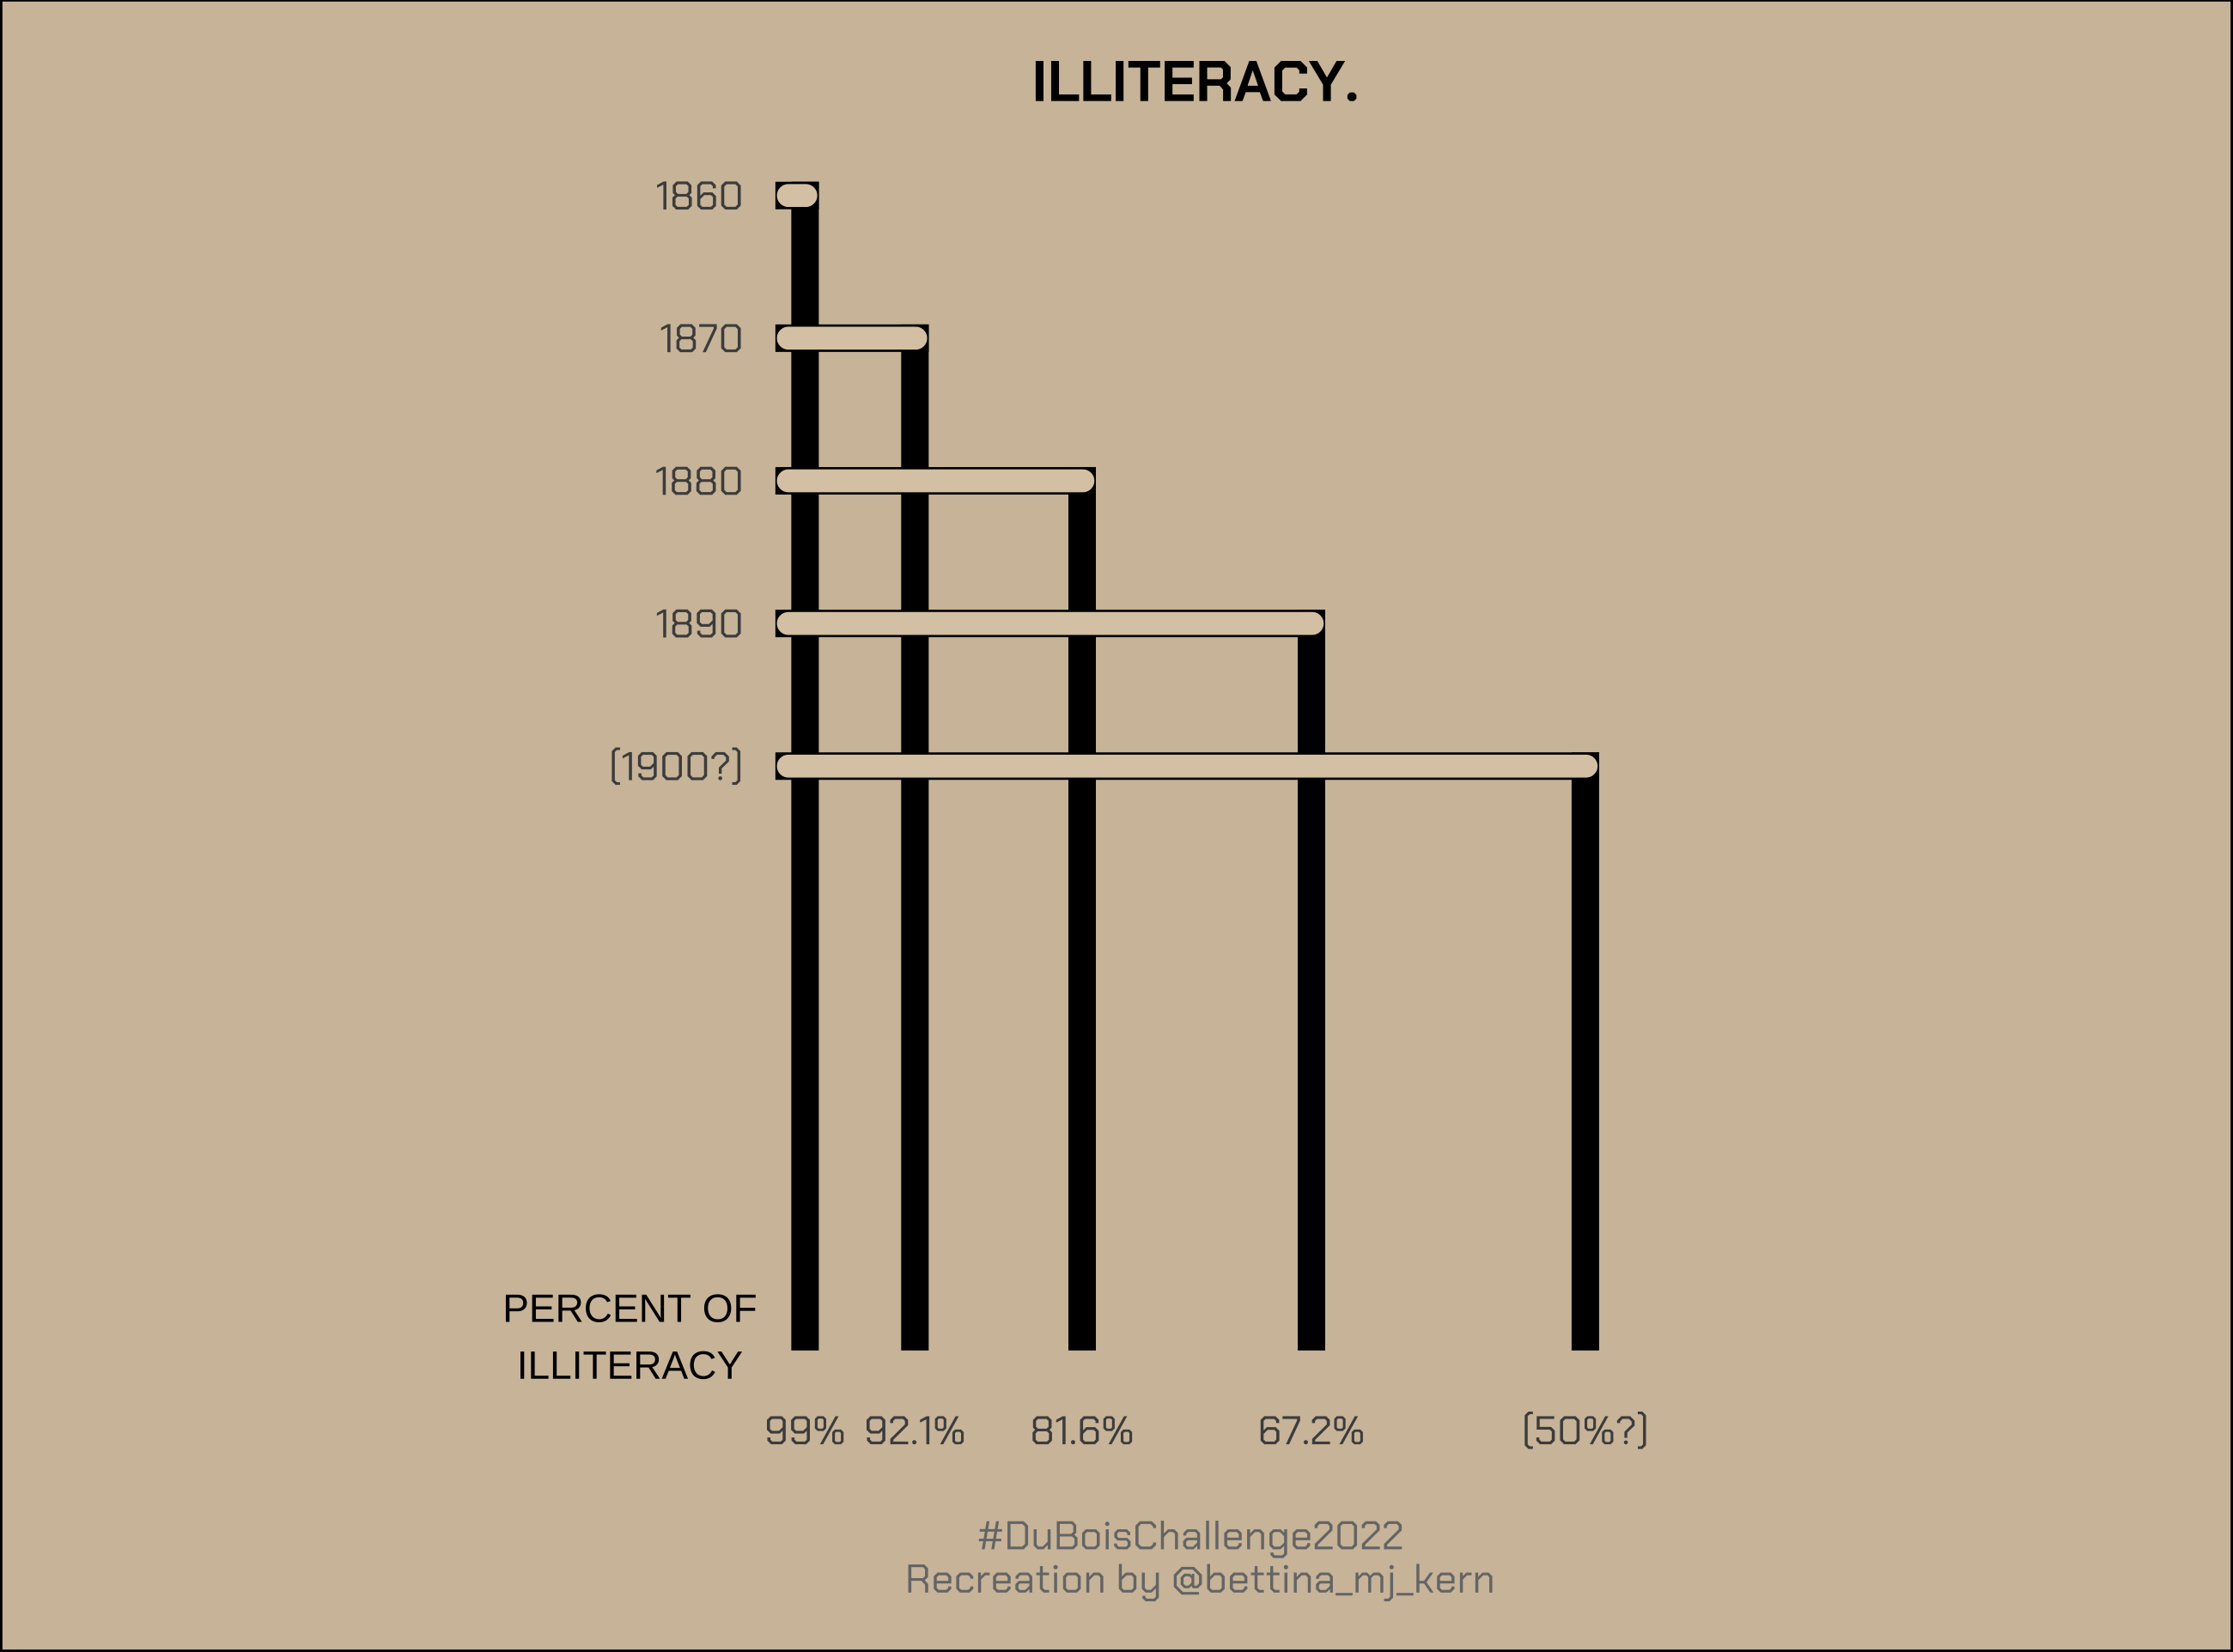 ILLITERACY.
1860
1870
1880
1890
(1900?)
PERCENT OF
ILLITERACY
99% 92.1% 81.6% 67.2% (50%?)
#DuBoisChallenge2022
Recreation by @bettina_mj_kern